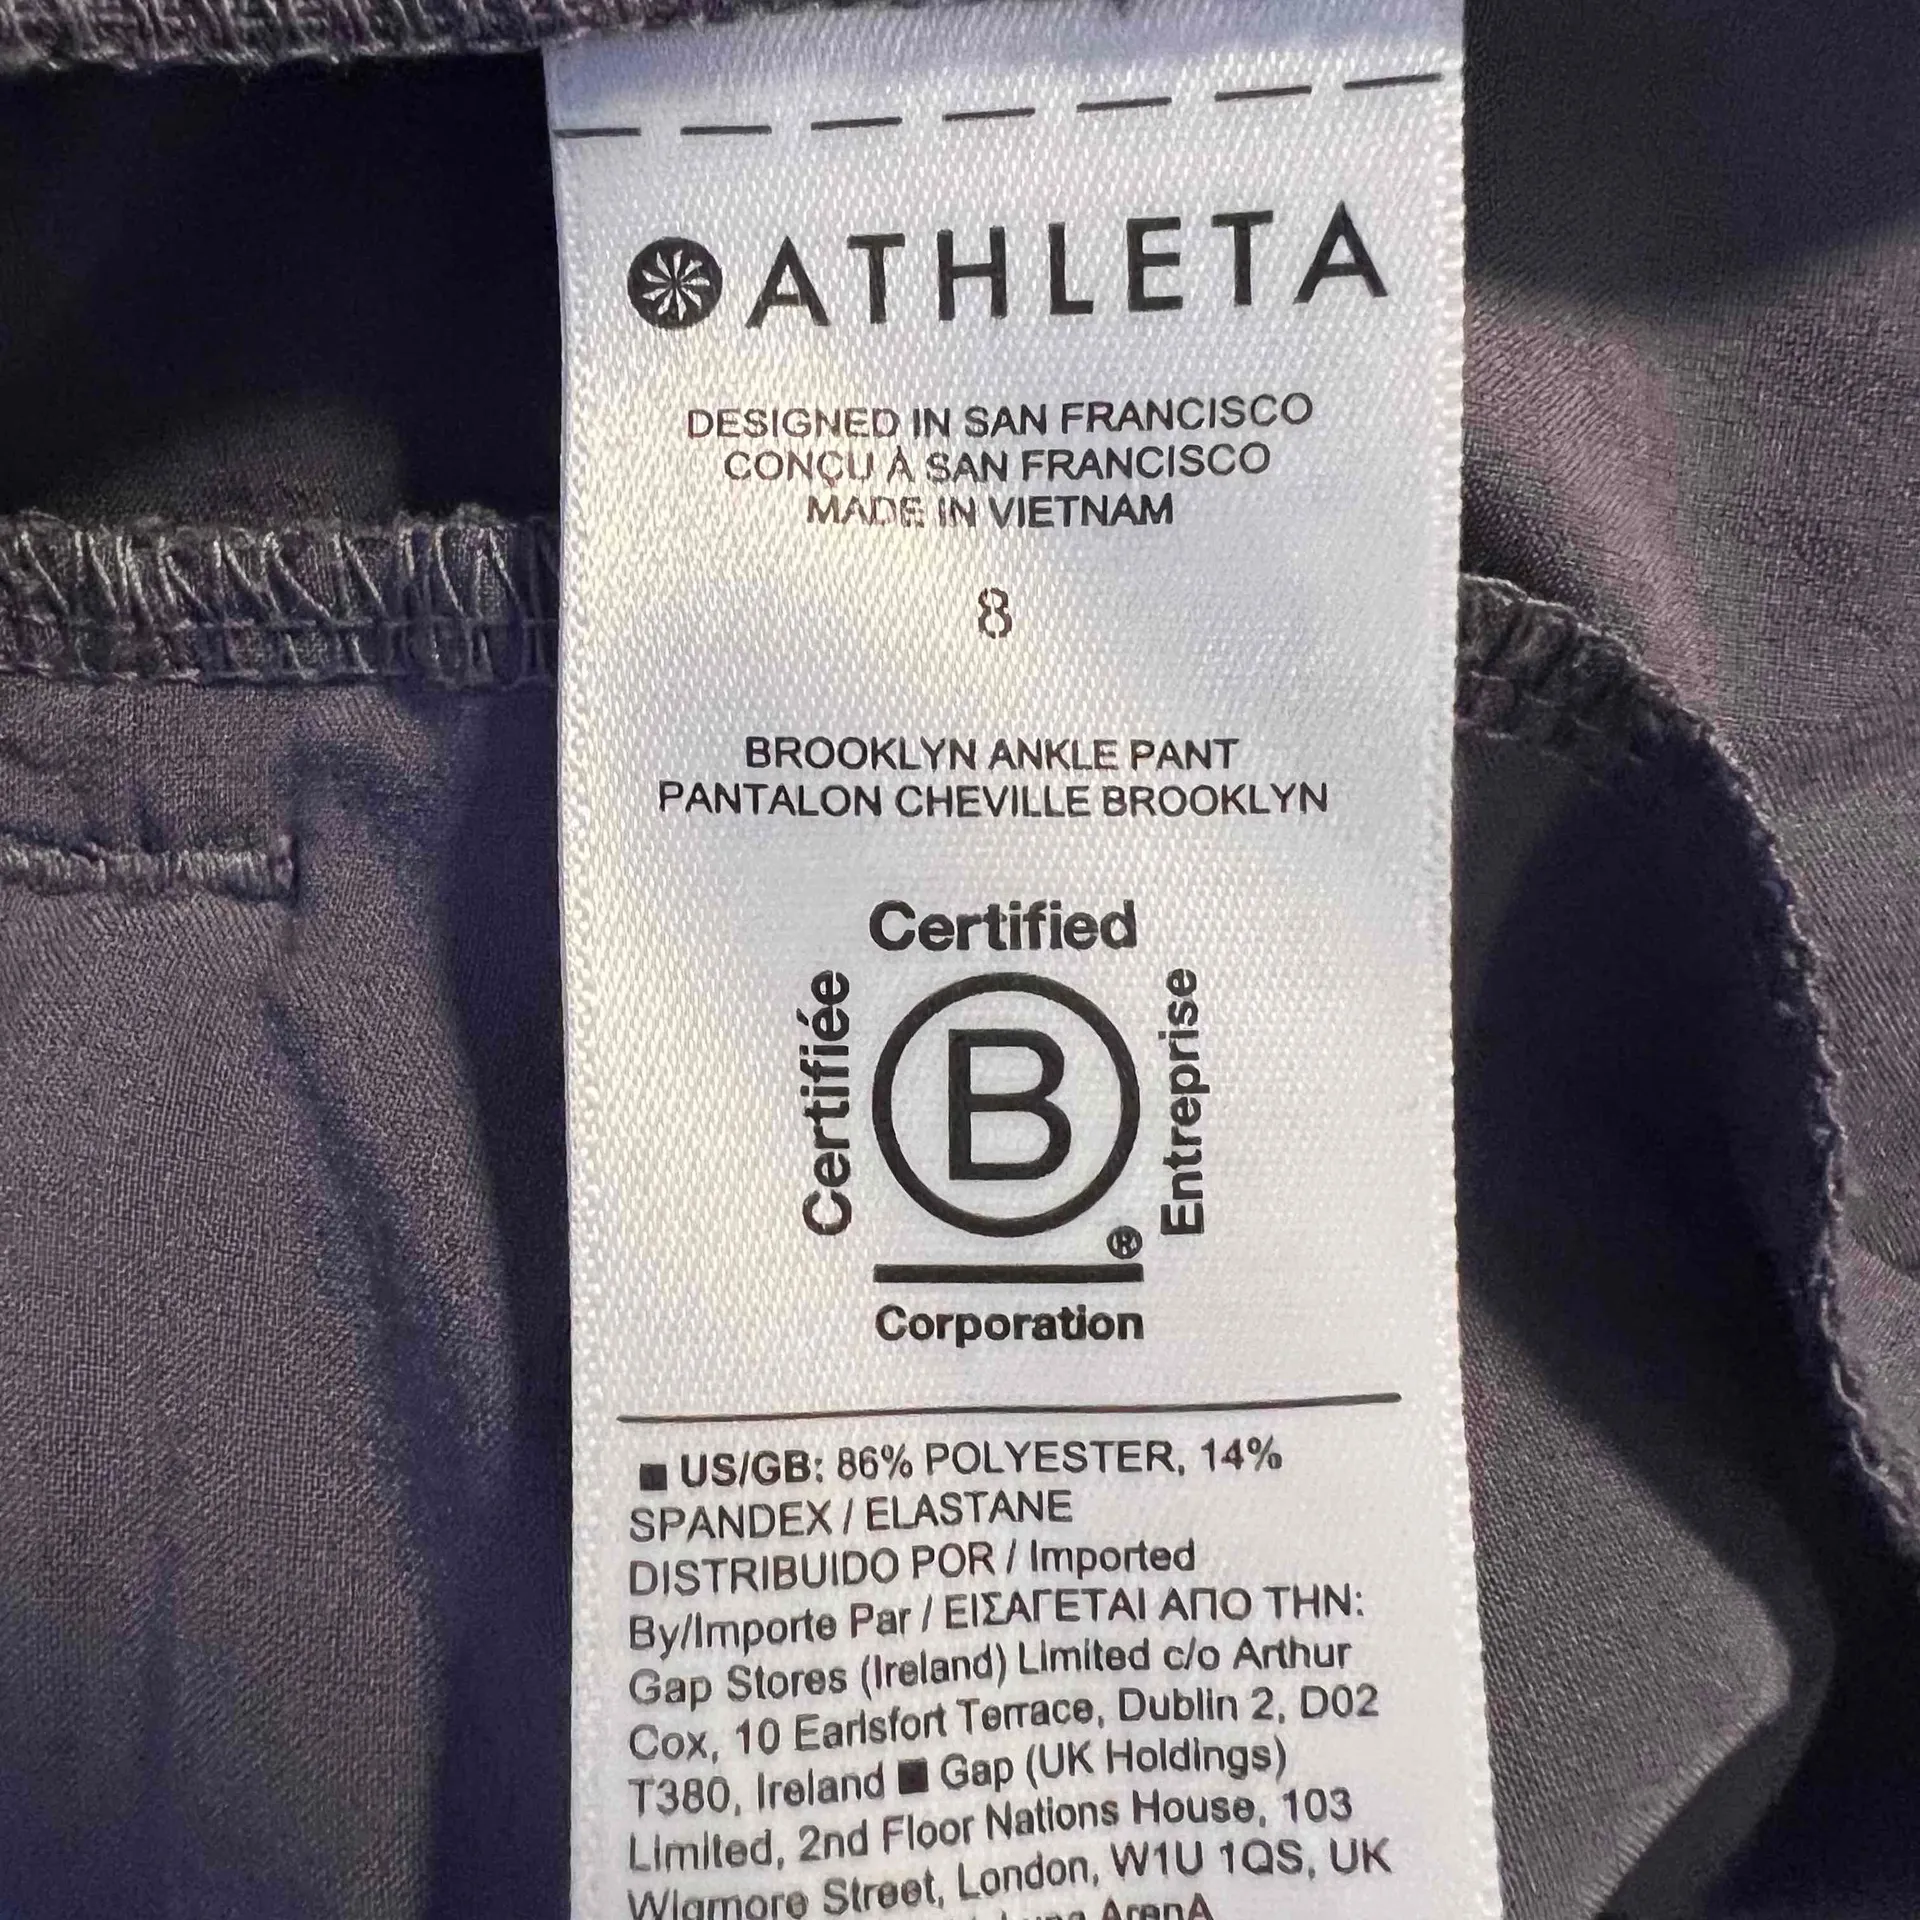 ATHLETA
DESIGNED IN SAN FRANCISCO
CONÇU À SAN FRANCISCO
MADE IN VIETNAM
8
BROOKLYN ANKLE PANT
PANTALON CHEVILLE BROOKLYN
Certified
Certifiée
B
Entreprise
®
Corporation
■ US/GB: 86% POLYESTER, 14%
SPANDEX / ELASTANE
DISTRIBUIDO POR / Imported
By/Importe Par / ΕΙΣΑΓΕΤΑΙ ΑΠΟ ΤΗΝ:
Gap Stores (Ireland) Limited c/o Arthur
Cox, 10 Earlsfort Terrace, Dublin 2, D02
T380, Ireland ■ Gap (UK Holdings)
Limited, 2nd Floor Nations House, 103
Wigmore Street, London, W1U 1QS, UK